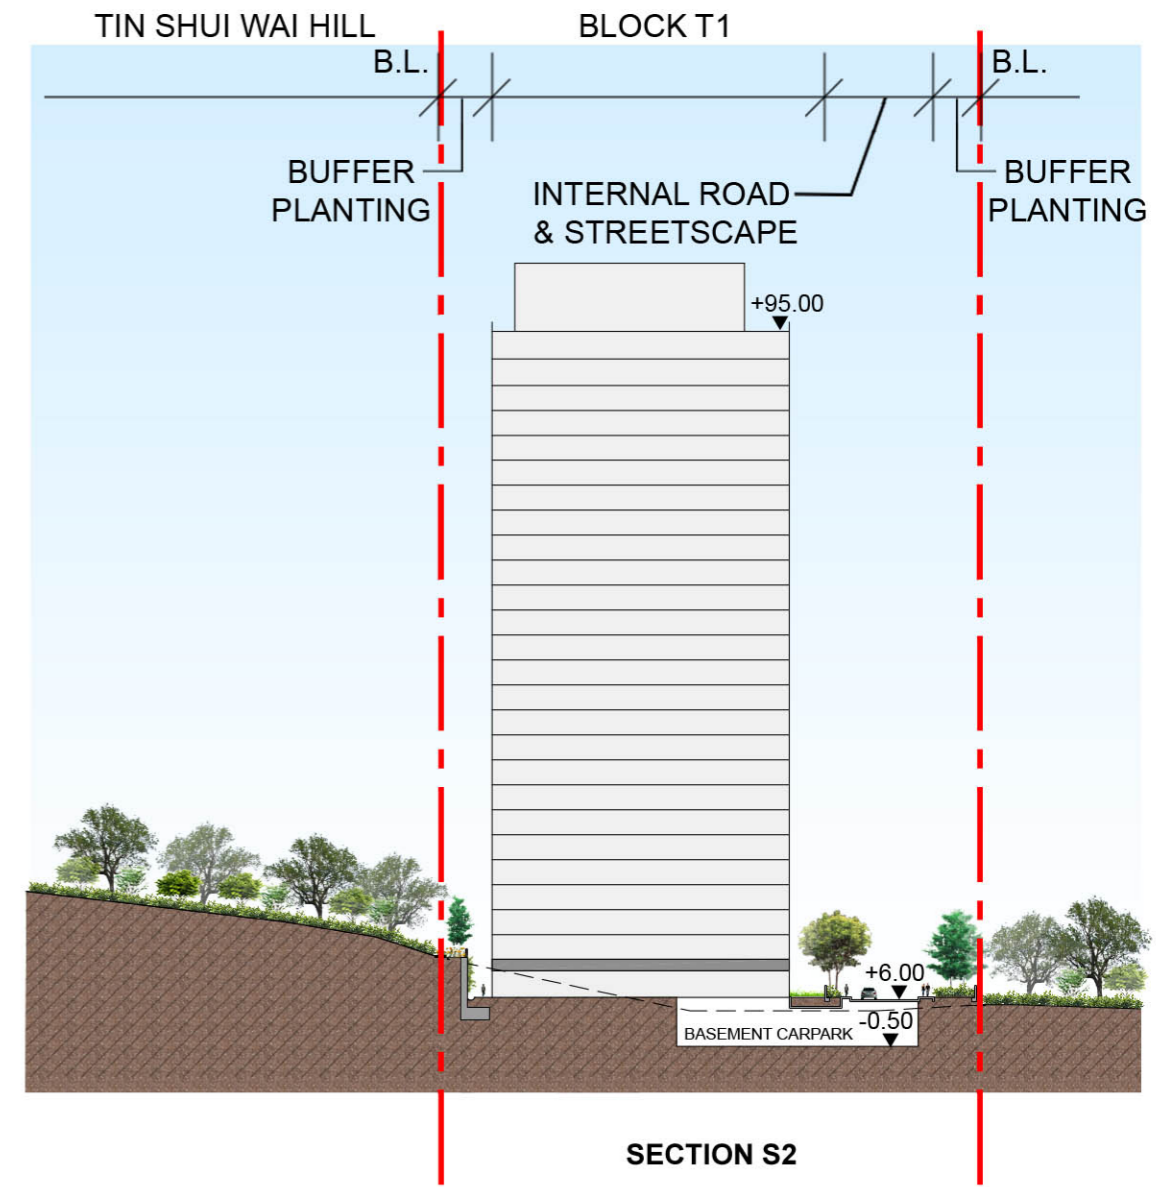 TIN SHUI WAI HILL
BLOCK T1
B.L.
B.L.
BUFFER
PLANTING
INTERNAL ROAD
& STREETSCAPE
BUFFER
PLANTING
+95.00
+6.00
-0.50
BASEMENT CARPARK
SECTION S2